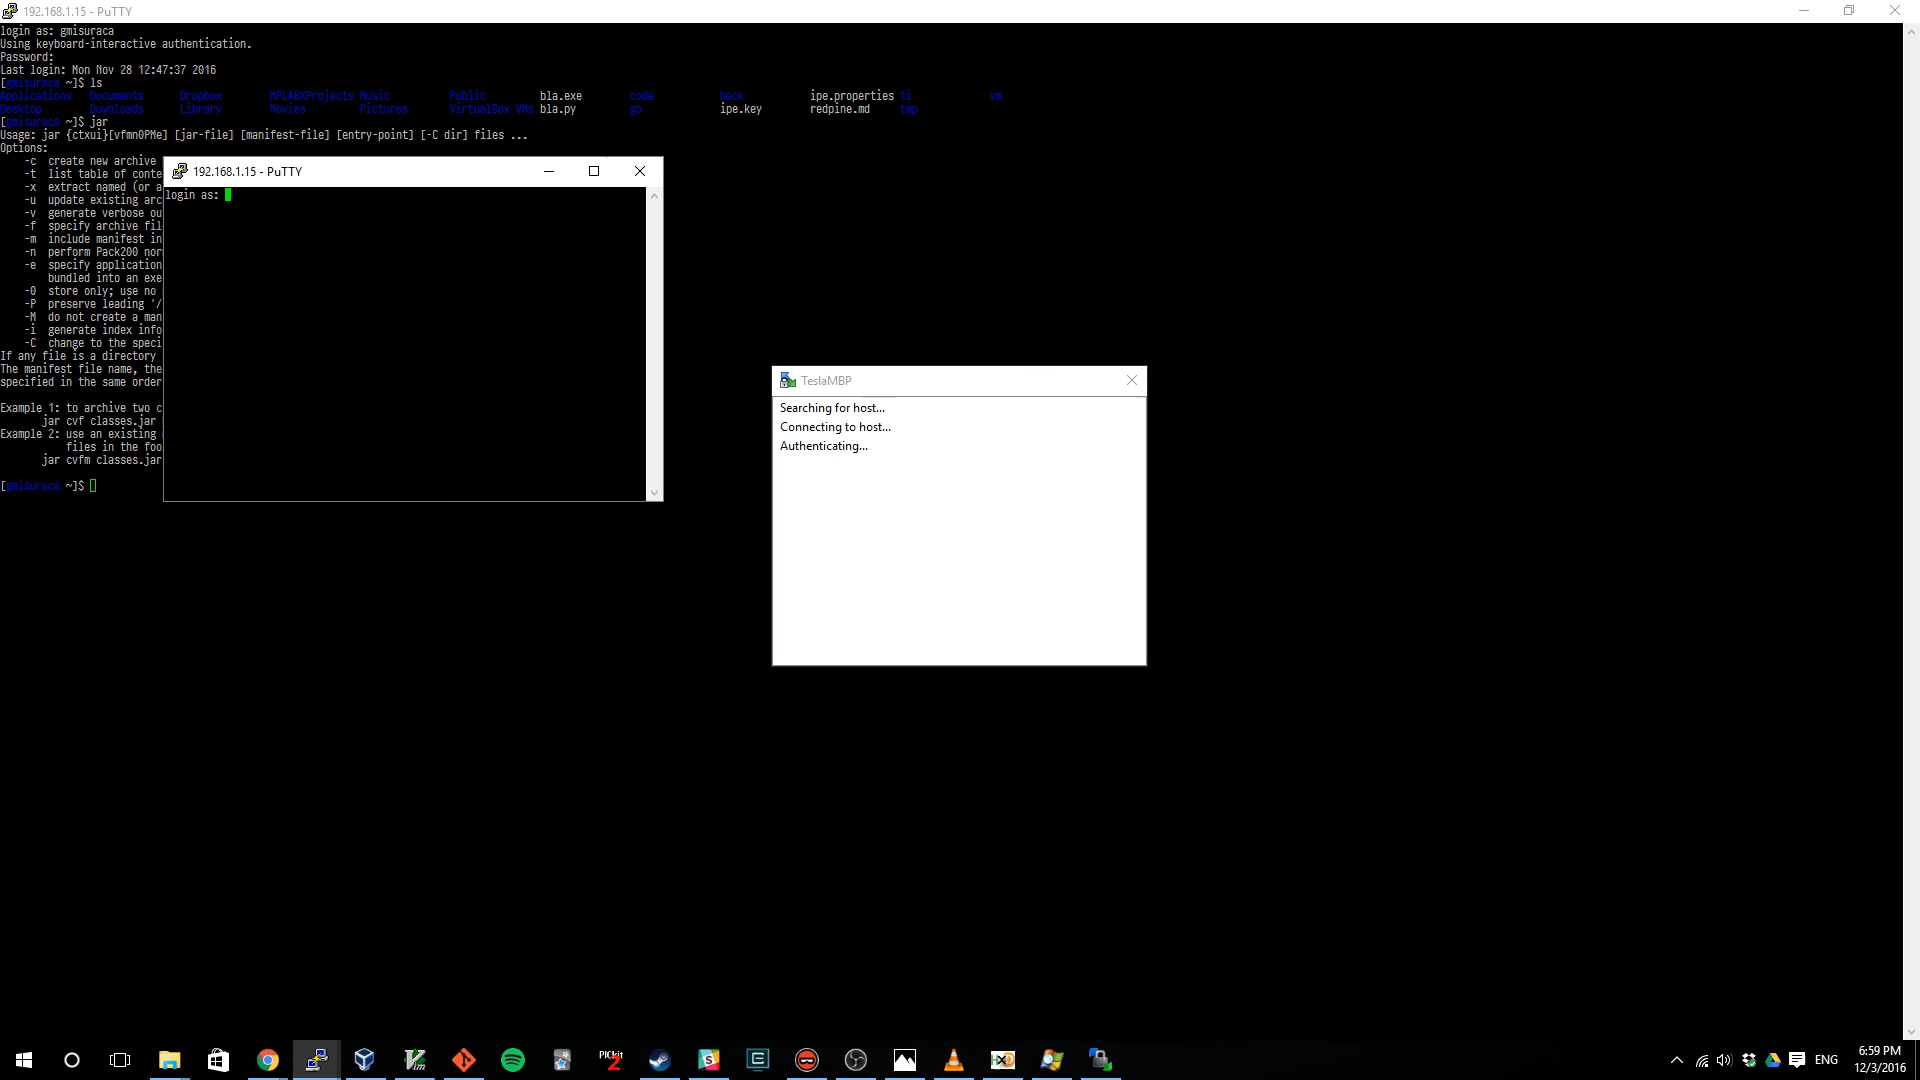 192.168.1.15 - PuTTY
login as: gmisuraca
Using keyboard-interactive authentication.
Password:
Last login: Mon Nov 28 12:47:37 2016
[gmisuraca ~]$ ls
Applications Documents Dropbox MPLABXProjects Music Public bla.exe code hack ipe.properties ti vm
Desktop Downloads Library Movies Pictures VirtualBox VMs bla.py go ipe.key redpine.md tmp
[gmisuraca ~]$ jar
Usage: jar {ctxui}[vfmn0PMe] [jar-file] [manifest-file] [entry-point] [-C dir] files ...
Options:
-c create new archive
-t list table of conte
-x extract named (or a
-u update existing arc
-v generate verbose ou
-f specify archive fil
-m include manifest in
-n perform Pack200 nor
-e specify application
bundled into an exe
-0 store only; use no
-P preserve leading '/
-M do not create a man
-i generate index info
-C change to the speci
If any file is a directory
The manifest file name, the
specified in the same order
Example 1: to archive two c
jar cvf classes.jar
Example 2: use an existing
files in the foo
jar cvfm classes.jar
[gmisuraca ~]$
192.168.1.15 - PuTTY
login as:
TeslaMBP
Searching for host...
Connecting to host...
Authenticating...
Vim
PICkit
2
S
ENG
6:59 PM
12/3/2016